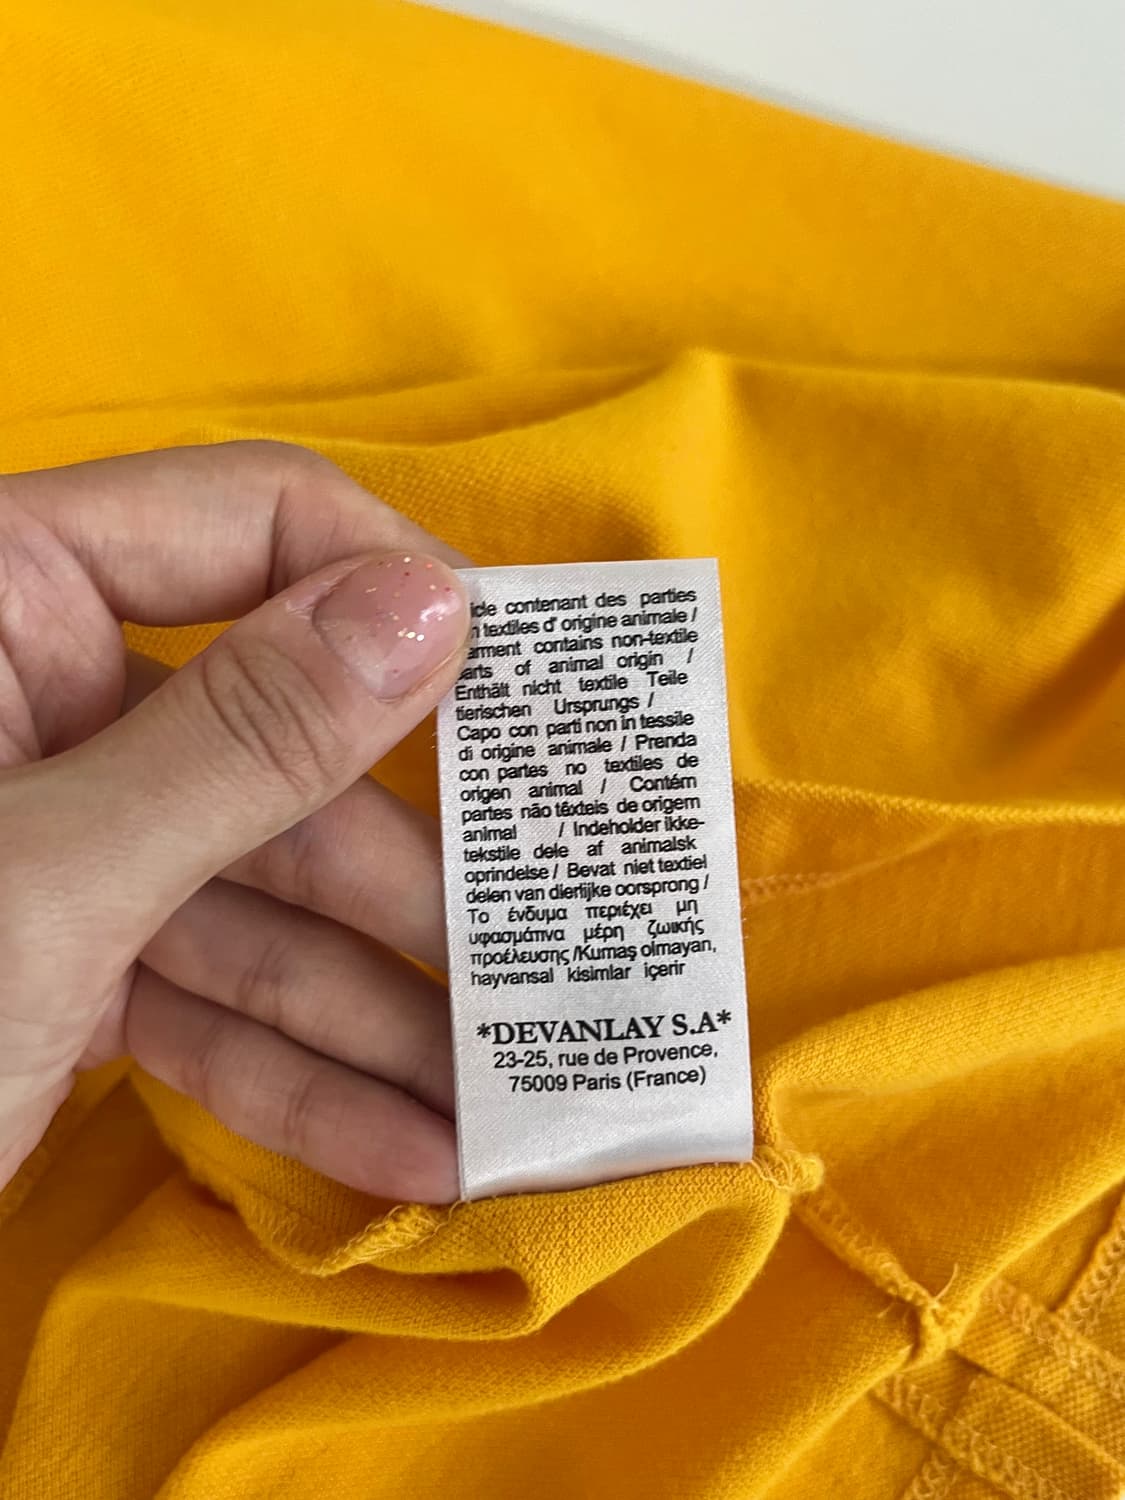 icle contenant des parties
n textiles d' origine animale /
arment contains non-textile
arts of animal origin /
Enthält nicht textile Teile
tierischen Ursprungs /
Capo con parti non in tessile
di origine animale / Prenda
con partes no textiles de
origen animal / Contém
partes não têxteis de origem
animal / Indeholder ikke-
tekstile dele af animalsk
oprindelse / Bevat niet textiel
delen van dierlijke oorsprong /
Το ένδυμα περιέχει μη
υφασμάτινα μέρη ζωικής
προέλευσης /Kumaş olmayan,
hayvansal kisimlar içerir
*DEVANLAY S.A*
23-25, rue de Provence,
75009 Paris (France)